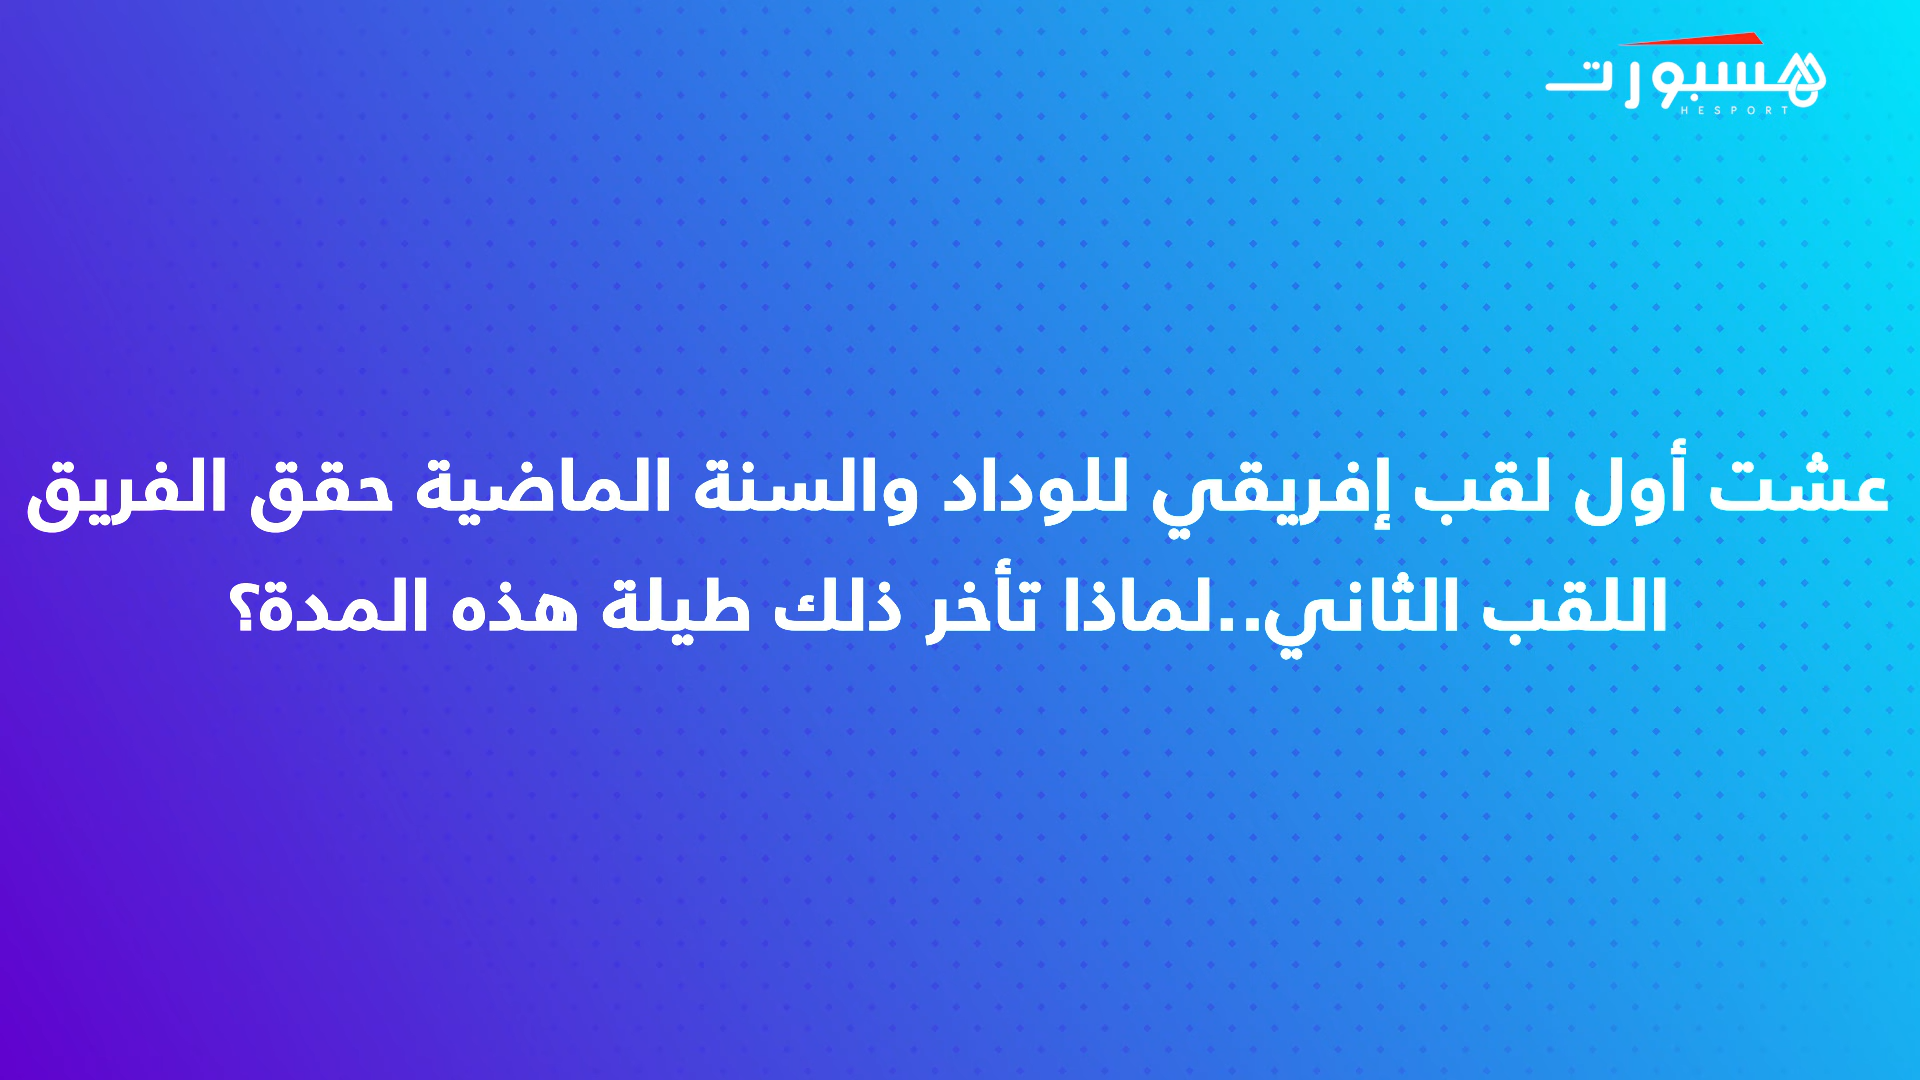 هسبورت
HESPORT
عشت أول لقب إفريقي للوداد والسنة الماضية حقق الفريق
اللقب الثاني..لماذا تأخر ذلك طيلة هذه المدة؟